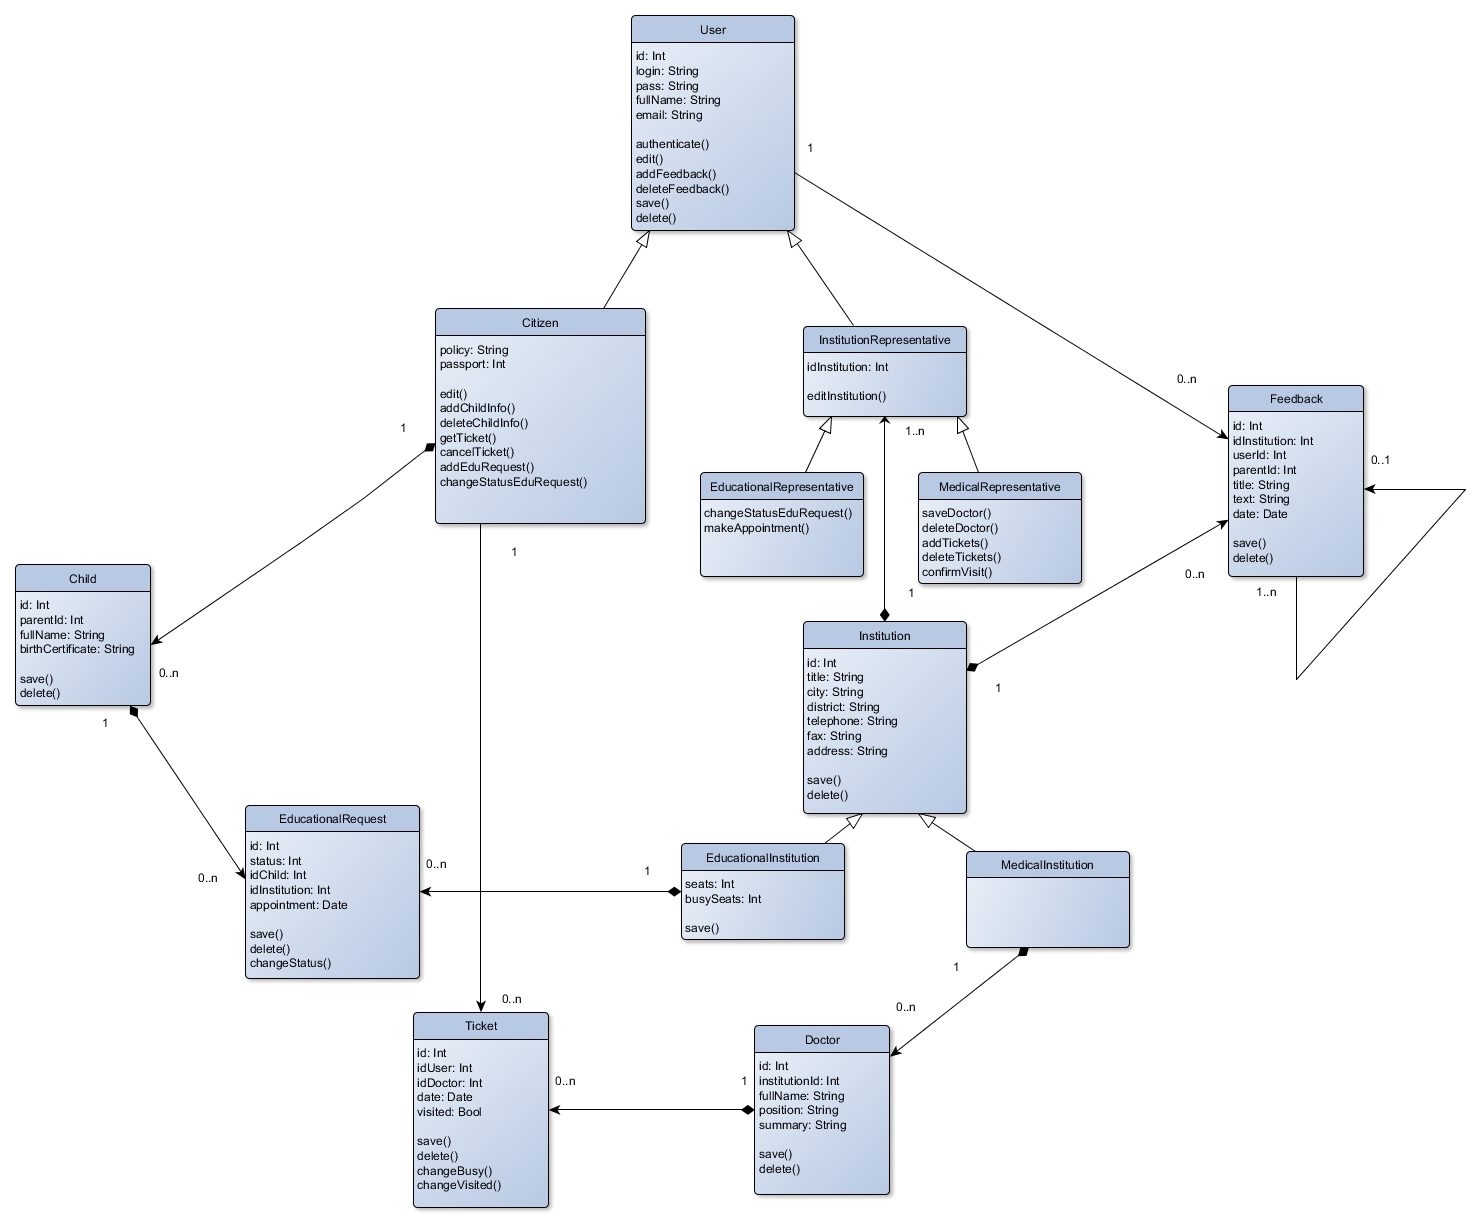 User
id: Int
login: String
pass: String
fullName: String
email: String
authenticate()
edit()
addFeedback()
deleteFeedback()
save()
delete()
1
0..n
Citizen
policy: String
passport: Int
edit()
addChildInfo()
deleteChildInfo()
getTicket()
cancelTicket()
addEduRequest()
changeStatusEduRequest()
1
1
InstitutionRepresentative
idInstitution: Int
editInstitution()
1..n
Feedback
id: Int
idInstitution: Int
userId: Int
parentId: Int
title: String
text: String
date: Date
save()
delete()
0..1
0..n
1..n
EducationalRepresentative
changeStatusEduRequest()
makeAppointment()
MedicalRepresentative
saveDoctor()
deleteDoctor()
addTickets()
deleteTickets()
confirmVisit()
1
Child
id: Int
parentId: Int
fullName: String
birthCertificate: String
save()
delete()
0..n
1
Institution
id: Int
title: String
city: String
district: String
telephone: String
fax: String
address: String
save()
delete()
1
EducationalRequest
id: Int
status: Int
idChild: Int
idInstitution: Int
appointment: Date
save()
delete()
changeStatus()
0..n
0..n
1
EducationalInstitution
seats: Int
busySeats: Int
save()
MedicalInstitution
1
0..n
0..n
Ticket
id: Int
idUser: Int
idDoctor: Int
date: Date
visited: Bool
save()
delete()
changeBusy()
changeVisited()
0..n
1
Doctor
id: Int
institutionId: Int
fullName: String
position: String
summary: String
save()
delete()